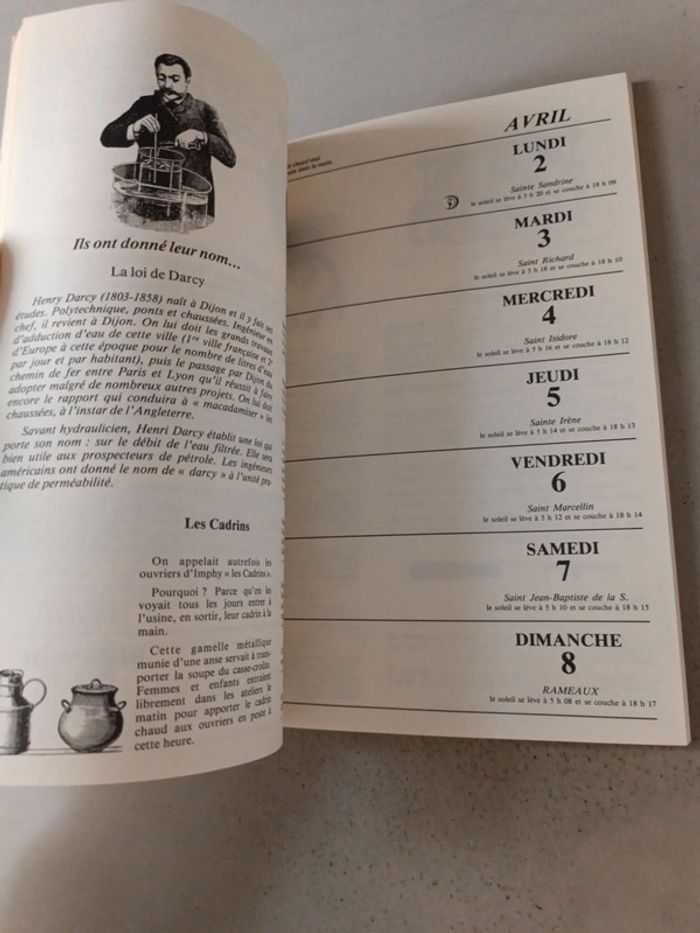 Ils ont donné leur nom...
La loi de Darcy
Henry Darcy (1803-1858) naît à Dijon et il y fait ses
études. Polytechnique, ponts et chaussées. Ingénieur en
chef, il revient à Dijon. On lui doit les grands travaux
d'adduction d'eau de cette ville (1re ville française et 2e
d'Europe à cette époque pour le nombre de litres d'eau
par jour et par habitant), puis le passage par Dijon du
chemin de fer entre Paris et Lyon qu'il réussit à faire
adopter malgré de nombreux autres projets. On lui doit
encore le rapport qui conduira à « macadamiser » les
chaussées, à l'instar de l'Angleterre.
Savant hydraulicien, Henri Darcy établit une loi qui
porte son nom : sur le débit de l'eau filtrée. Elle sera
bien utile aux prospecteurs de pétrole. Les ingénieurs
américains ont donné le nom de « darcy » à l'unité pra-
tique de perméabilité.
Les Cadrins
On appelait autrefois les
ouvriers d'Imphy « les Cadrins ».
Pourquoi ? Parce qu'on les
voyait tous les jours entrer à
l'usine, en sortir, leur cadrin à la
main.
Cette gamelle métallique
munie d'une anse servait à trans-
porter la soupe du casse-croûte.
Femmes et enfants entraient
librement dans les ateliers le
matin pour apporter le cadrin
chaud aux ouvriers en poste à
cette heure.
AVRIL
chaud mai
dans la main.
LUNDI
2
Sainte Sandrine
le soleil se lève à 5 h 20 et se couche à 18 h 09
MARDI
3
Saint Richard
le soleil se lève à 5 h 18 et se couche à 18 h 10
MERCREDI
4
Saint Isidore
le soleil se lève à 5 h 16 et se couche à 18 h 12
JEUDI
5
Sainte Irène
le soleil se lève à 5 h 14 et se couche à 18 h 13
VENDREDI
6
Saint Marcellin
le soleil se lève à 5 h 12 et se couche à 18 h 14
SAMEDI
7
Saint Jean-Baptiste de la S.
le soleil se lève à 5 h 10 et se couche à 18 h 15
DIMANCHE
8
RAMEAUX
le soleil se lève à 5 h 08 et se couche à 18 h 17